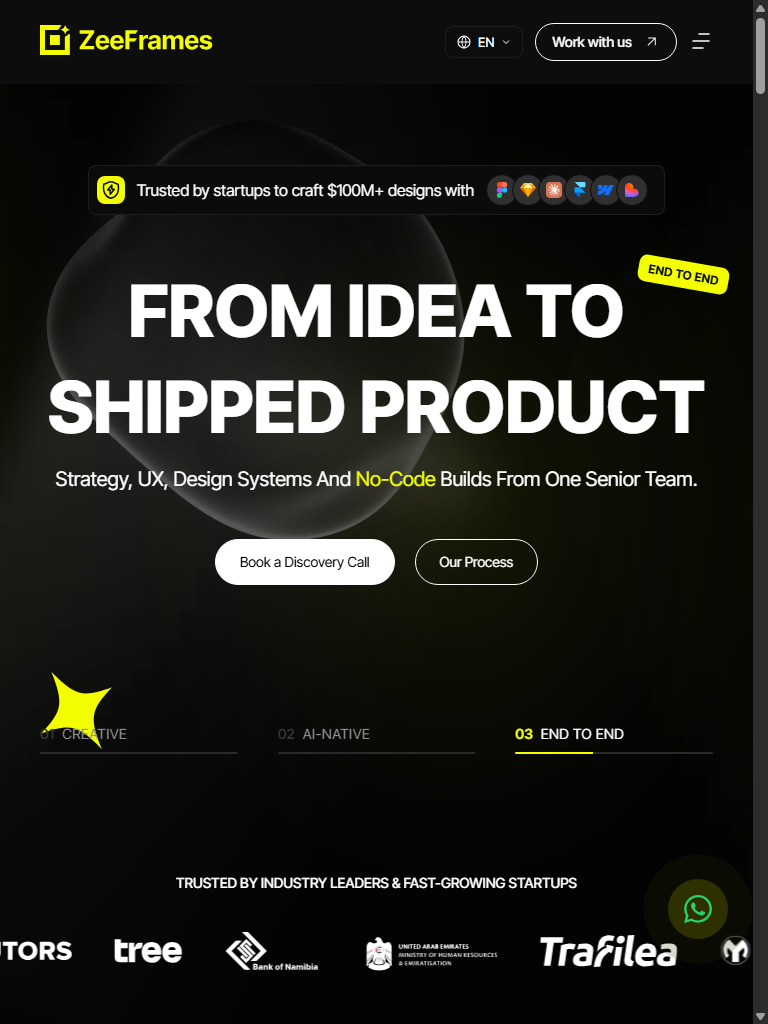 ZeeFrames
EN
Work with us
Trusted by startups to craft $100M+ designs with
END TO END
FROM IDEA TO
SHIPPED PRODUCT
Strategy, UX, Design Systems And No-Code Builds From One Senior Team.
Book a Discovery Call
Our Process
01 CREATIVE
02 AI-NATIVE
03 END TO END
TRUSTED BY INDUSTRY LEADERS & FAST-GROWING STARTUPS
UTORS
tree
Bank of Namibia
UNITED ARAB EMIRATES
MINISTRY OF HUMAN RESOURCES
& EMIRATISATION
Trafilea